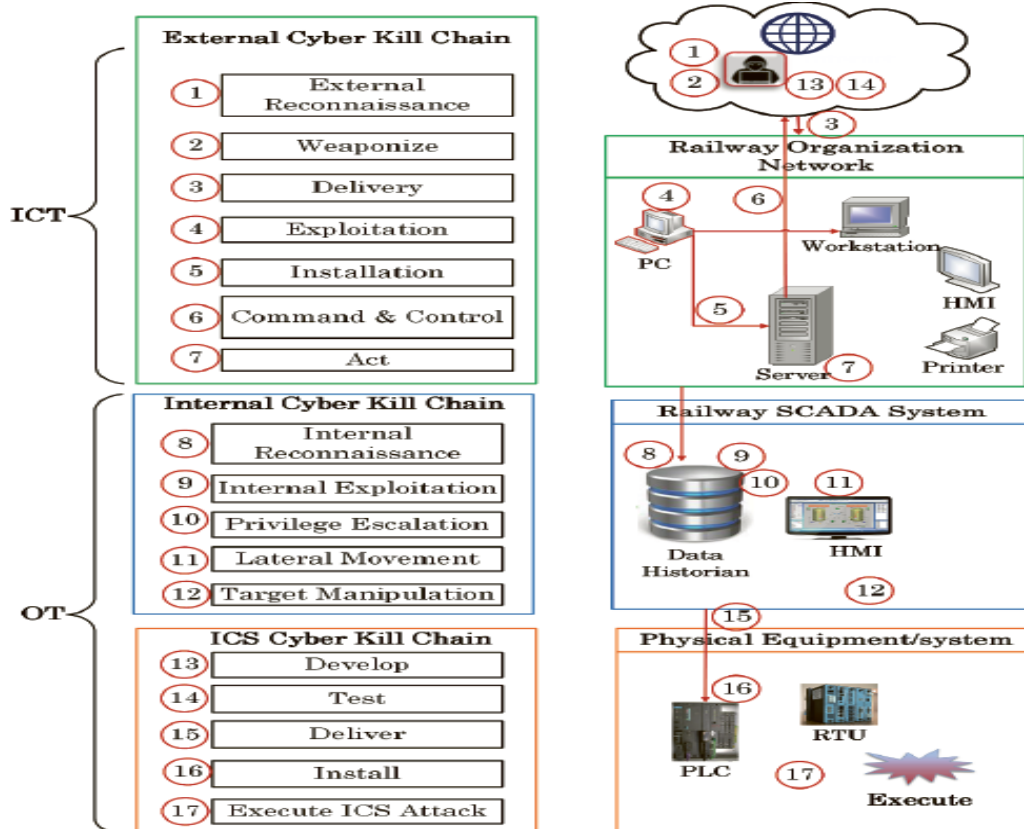 ICT
External Cyber Kill Chain
1
External
Reconnaissance
2
Weaponize
3
Delivery
4
Exploitation
5
Installation
6
Command & Control
7
Act
OT
Internal Cyber Kill Chain
8
Internal
Reconnaissance
9
Internal Exploitation
10
Privilege Escalation
11
Lateral Movement
12
Target Manipulation
ICS Cyber Kill Chain
13
Develop
14
Test
15
Deliver
16
Install
17
Execute ICS Attack
1
2
13
14
3
Railway Organization
Network
4
PC
6
Workstation
HMI
5
Server
7
Printer
Railway SCADA System
8
9
10
11
Data
Historian
HMI
12
15
Physical Equipment/system
16
PLC
RTU
17
Execute